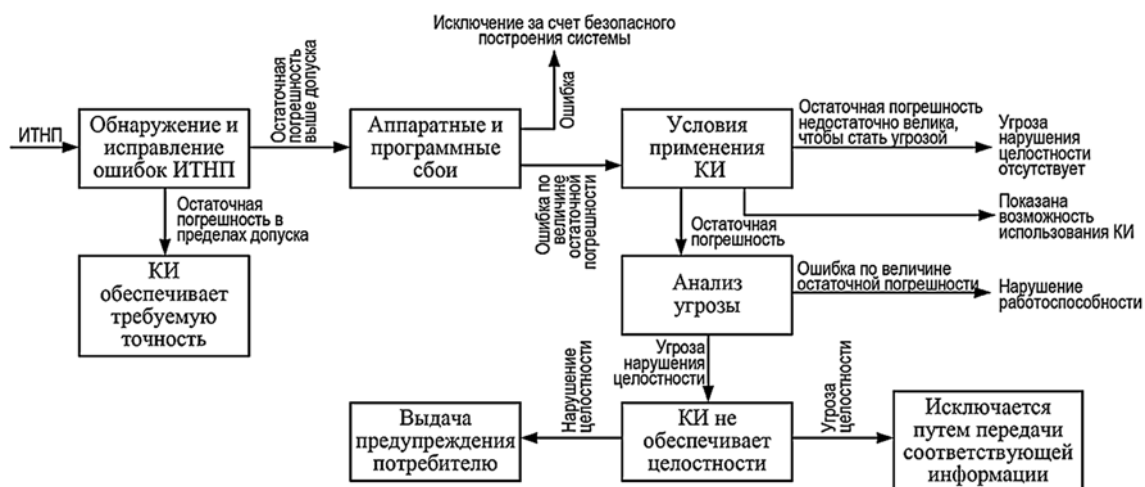 Исключение за счет безопасного
построения системы
ИТНП
Обнаружение и
исправление
ошибок ИТНП
Остаточная
погрешность
выше допуска
Аппаратные и
программные
сбои
Ошибка
Ошибка по
величине
остаточной
погрешности
Условия
применения
КИ
Остаточная погрешность
недостаточно велика,
чтобы стать угрозой
Угроза
нарушения
целостности
отсутствует
Показана
возможность
использования КИ
Остаточная
погрешность в
пределах допуска
КИ
обеспечивает
требуемую
точность
Остаточная
погрешность
Анализ
угрозы
Ошибка по величине
остаточной погрешности
Нарушение
работоспособности
Угроза
нарушения
целостности
Выдача
предупреждения
потребителю
Нарушение
целостности
КИ не
обеспечивает
целостности
Угроза
целостности
Исключается
путем передачи
соответствующей
информации